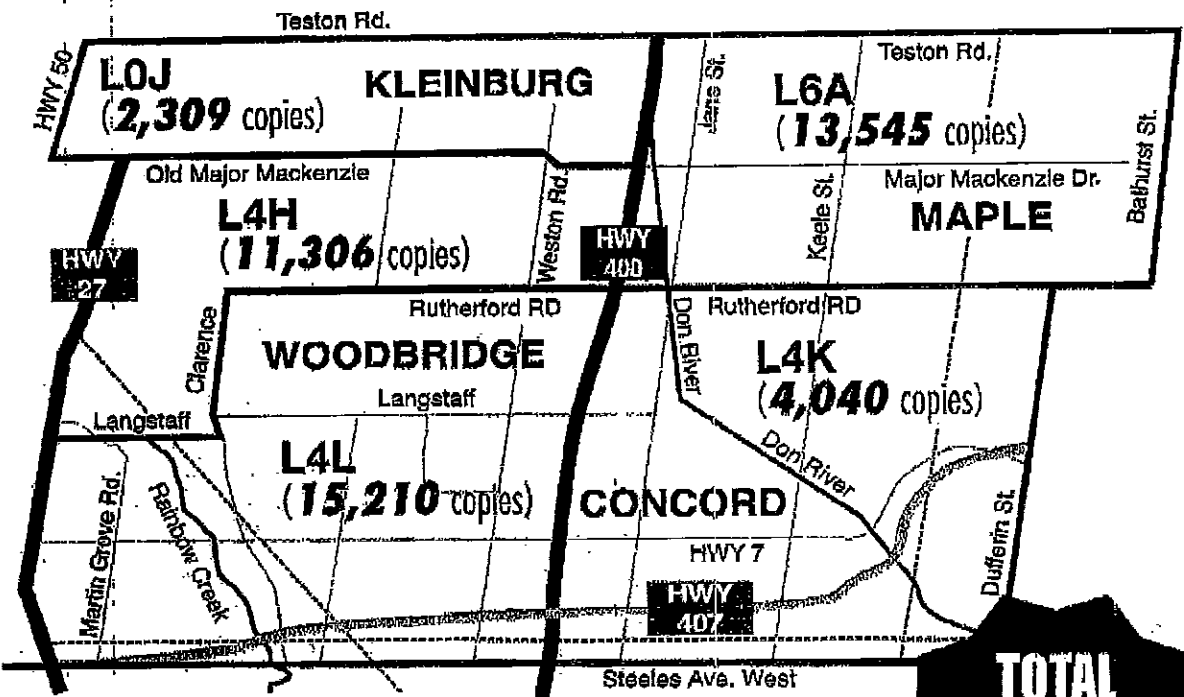 Teston Rd.
HWY 50
L0J
KLEINBURG
(2,309 copies)
Teston Rd.
L6A
(13,545 copies)
Bathurst St.
Old Major Mackenzie
Weston Rd.
Keele St.
Major Mackenzie Dr.
MAPLE
L4H
(11,306 copies)
HWY
27
HWY
400
Rutherford RD
Don River
Rutherford RD
Clarence
WOODBRIDGE
L4K
(4,040 copies)
Langstaff
Langstaff
Don River
L4L
(15,210 copies)
CONCORD
Martin Grove Rd.
Rainbow Creek
HWY 7
Dufferin St.
HWY
407
Steeles Ave. West
TOTAL